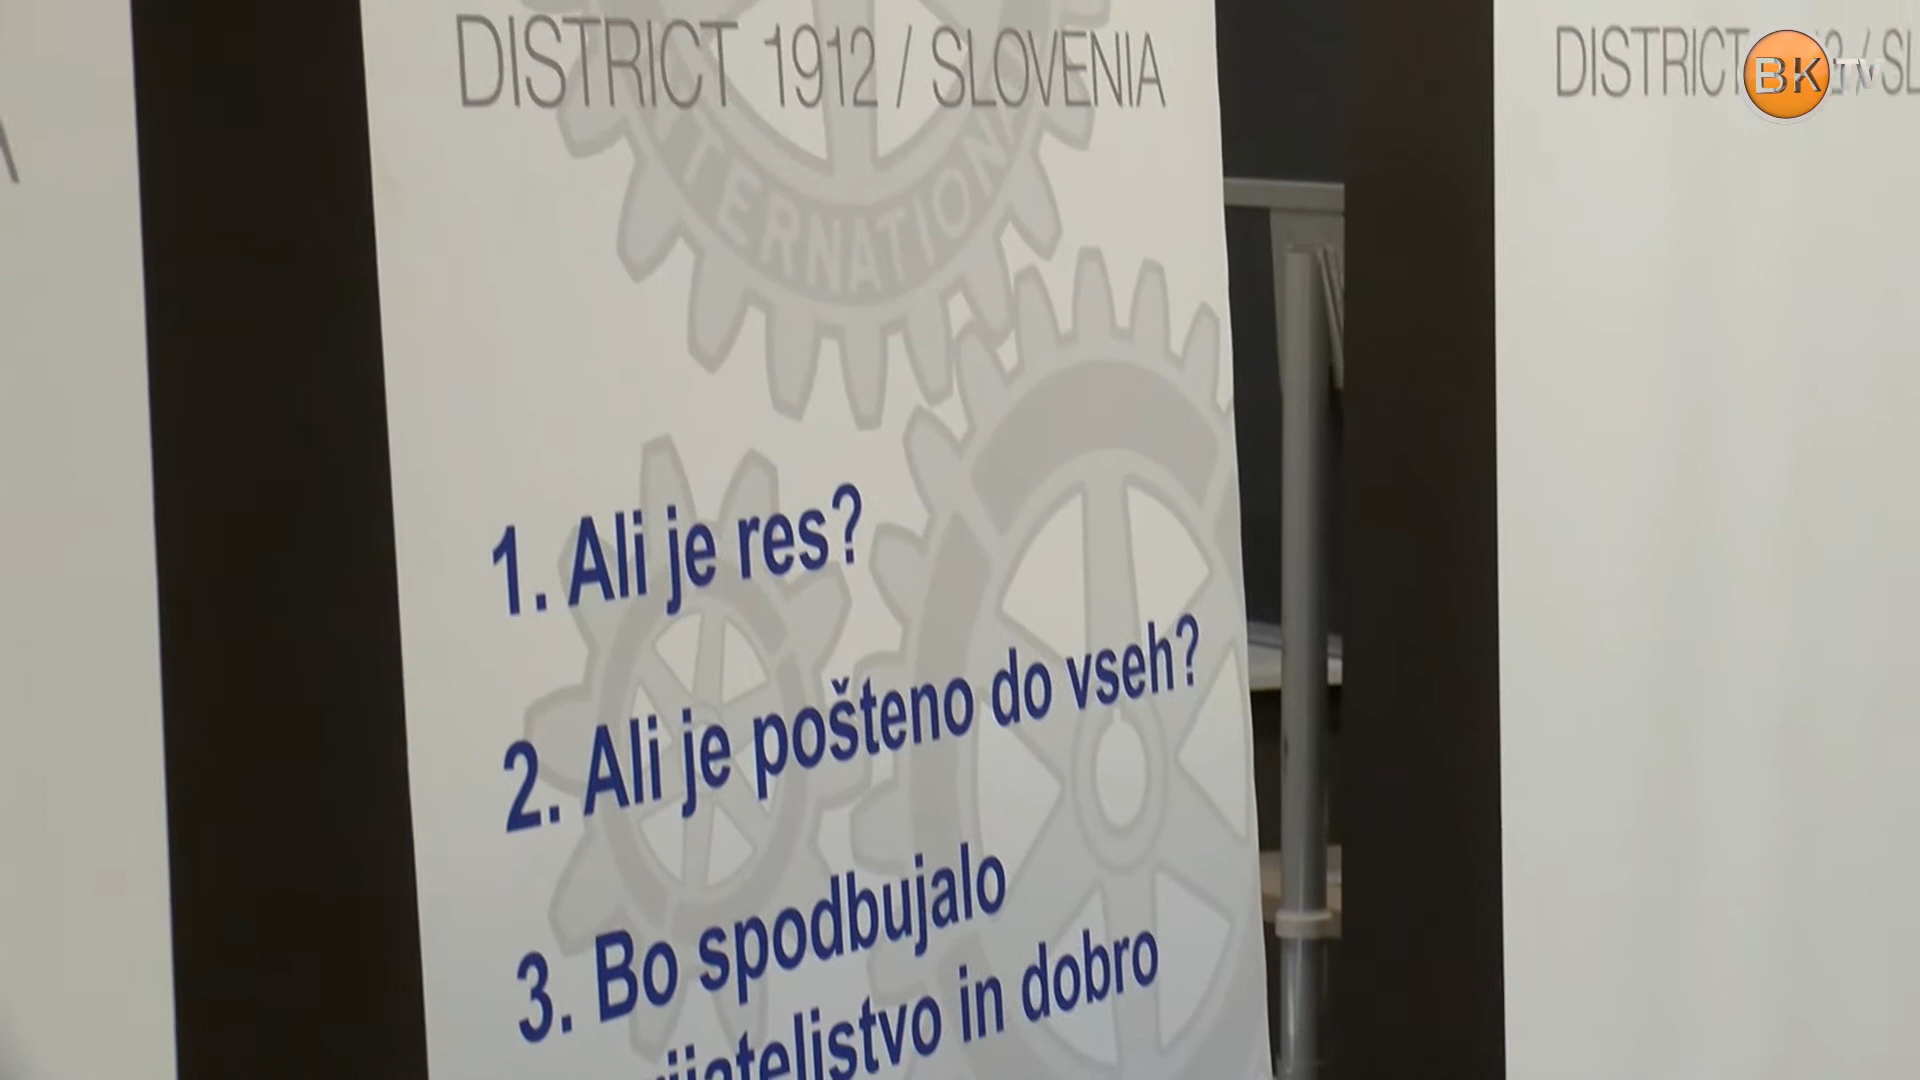 DISTRICT 1912 / SLOVENIA
1. Ali je res?
2. Ali je pošteno do vseh?
3. Bo spodbujalo
in dobro
DISTRICT
BK TV